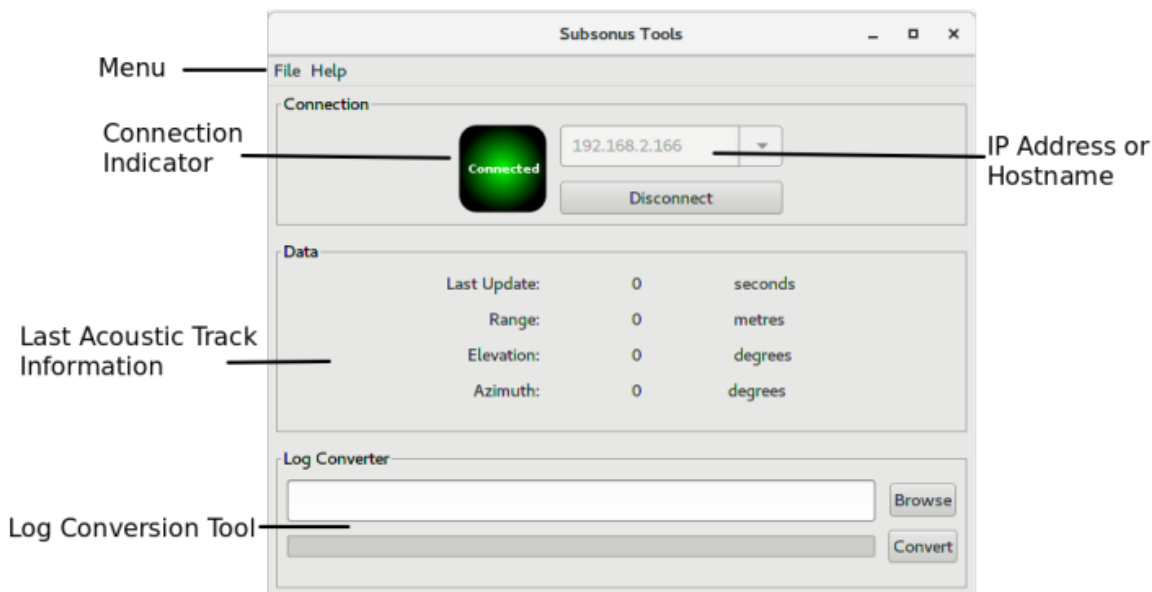 Subsonus Tools
Menu
File Help
Connection
Connection
Indicator
Connected
192.168.2.166
IP Address or
Hostname
Disconnect
Data
Last Update: 0 seconds
Range: 0 metres
Last Acoustic Track
Information
Elevation: 0 degrees
Azimuth: 0 degrees
Log Converter
Browse
Log Conversion Tool
Convert